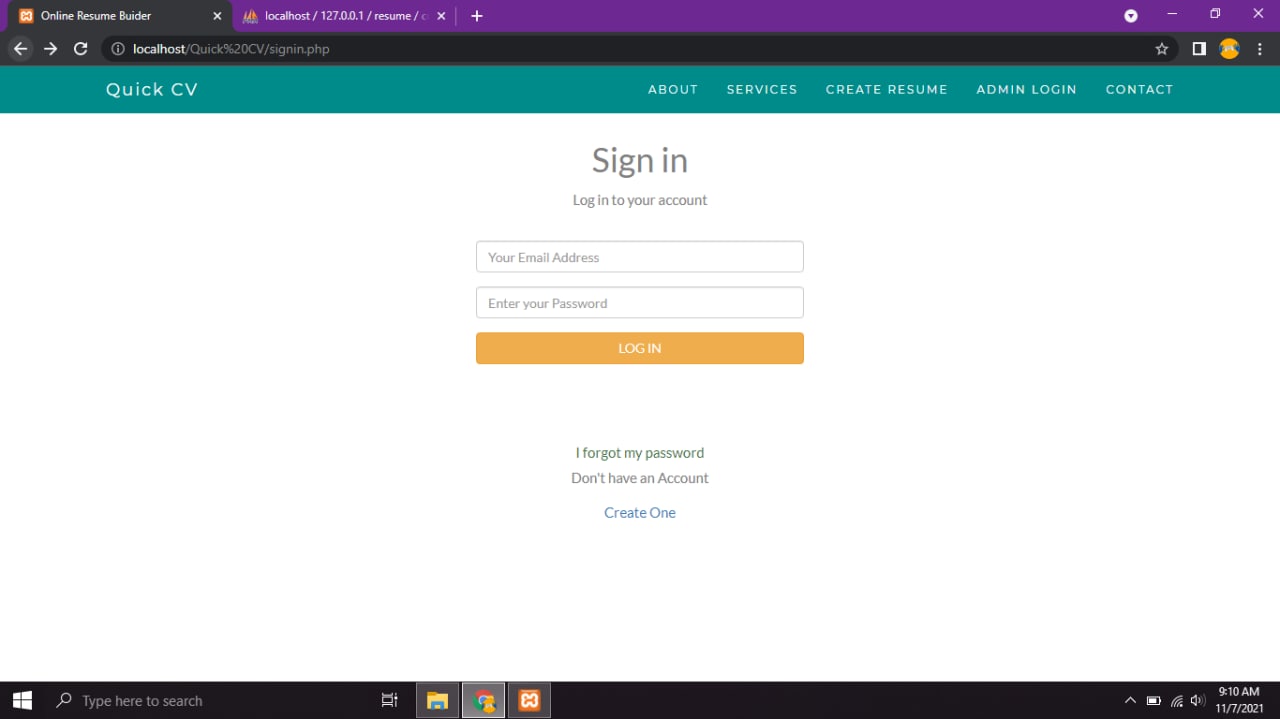 Online Resume Buider
localhost / 127.0.0.1 / resume /
localhost/Quick%20CV/signin.php
Quick CV
ABOUT
SERVICES
CREATE RESUME
ADMIN LOGIN
CONTACT
Sign in
Log in to your account
Your Email Address
Enter your Password
LOG IN
I forgot my password
Don't have an Account
Create One
Type here to search
9:10 AM
11/7/2021